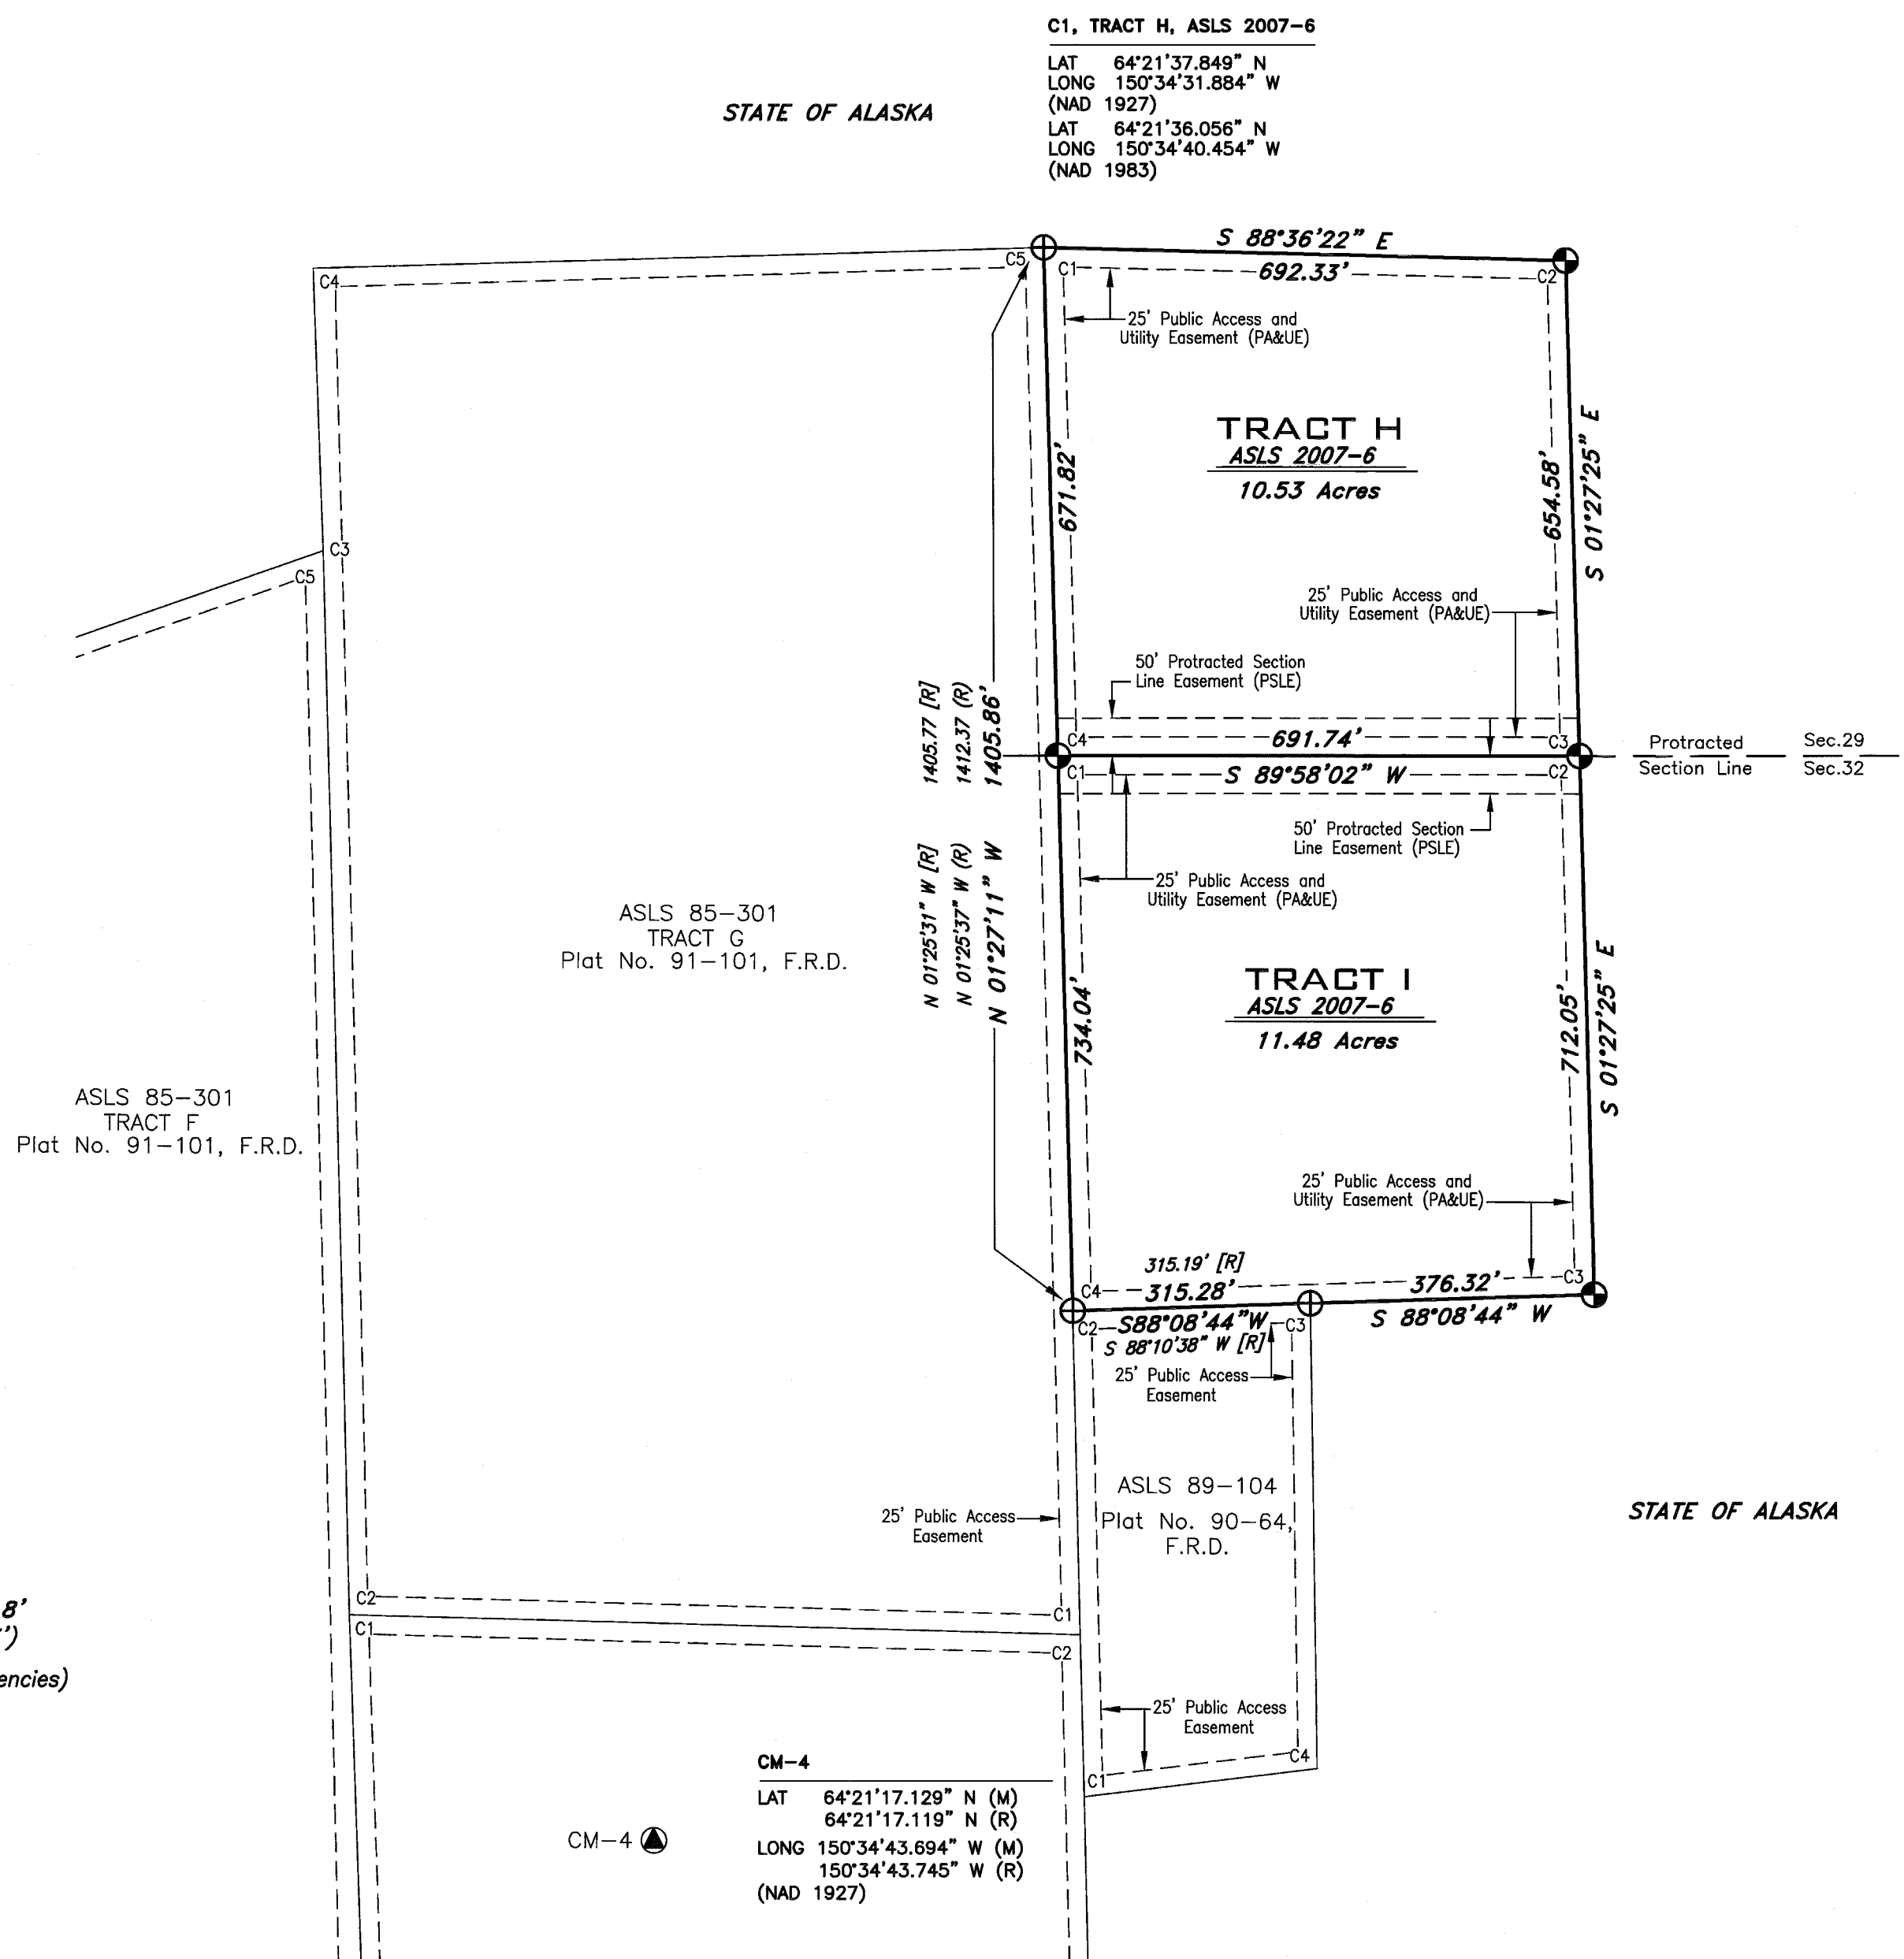 C1, TRACT H, ASLS 2007-6
LAT 64°21'37.849" N
LONG 150°34'31.884" W
(NAD 1927)
LAT 64°21'36.056" N
LONG 150°34'40.454" W
(NAD 1983)
STATE OF ALASKA
S 88°36'22" E
C5
C1
692.33'
C2
C4
25' Public Access and
Utility Easement (PA&UE)
TRACT H
ASLS 2007-6
10.53 Acres
671.82'
654.58'
S 01°27'25" E
C3
C5
25' Public Access and
Utility Easement (PA&UE)
50' Protracted Section
Line Easement (PSLE)
1405.77 [R]
1412.37 (R)
1405.86'
C4
691.74'
C3
Protracted Sec.29
Section Line Sec.32
C1
S 89°58'02" W
C2
50' Protracted Section
Line Easement (PSLE)
N 01°25'31" W [R]
N 01°25'37" W (R)
N 01°27'11" W
25' Public Access and
Utility Easement (PA&UE)
ASLS 85-301
TRACT G
Plat No. 91-101, F.R.D.
TRACT I
ASLS 2007-6
11.48 Acres
734.04'
712.05'
S 01°27'25" E
ASLS 85-301
TRACT F
Plat No. 91-101, F.R.D.
25' Public Access and
Utility Easement (PA&UE)
315.19' [R]
C4
315.28'
376.32'
C3
C2
S88°08'44"W
C3
S 88°08'44" W
S 88°10'38" W [R]
25' Public Access
Easement
ASLS 89-104
Plat No. 90-64,
F.R.D.
25' Public Access
Easement
STATE OF ALASKA
C2
C1
8'
')
C1
C2
encies)
25' Public Access
Easement
C4
C1
CM-4
LAT 64°21'17.129" N (M)
64°21'17.119" N (R)
LONG 150°34'43.694" W (M)
150°34'43.745" W (R)
(NAD 1927)
CM-4